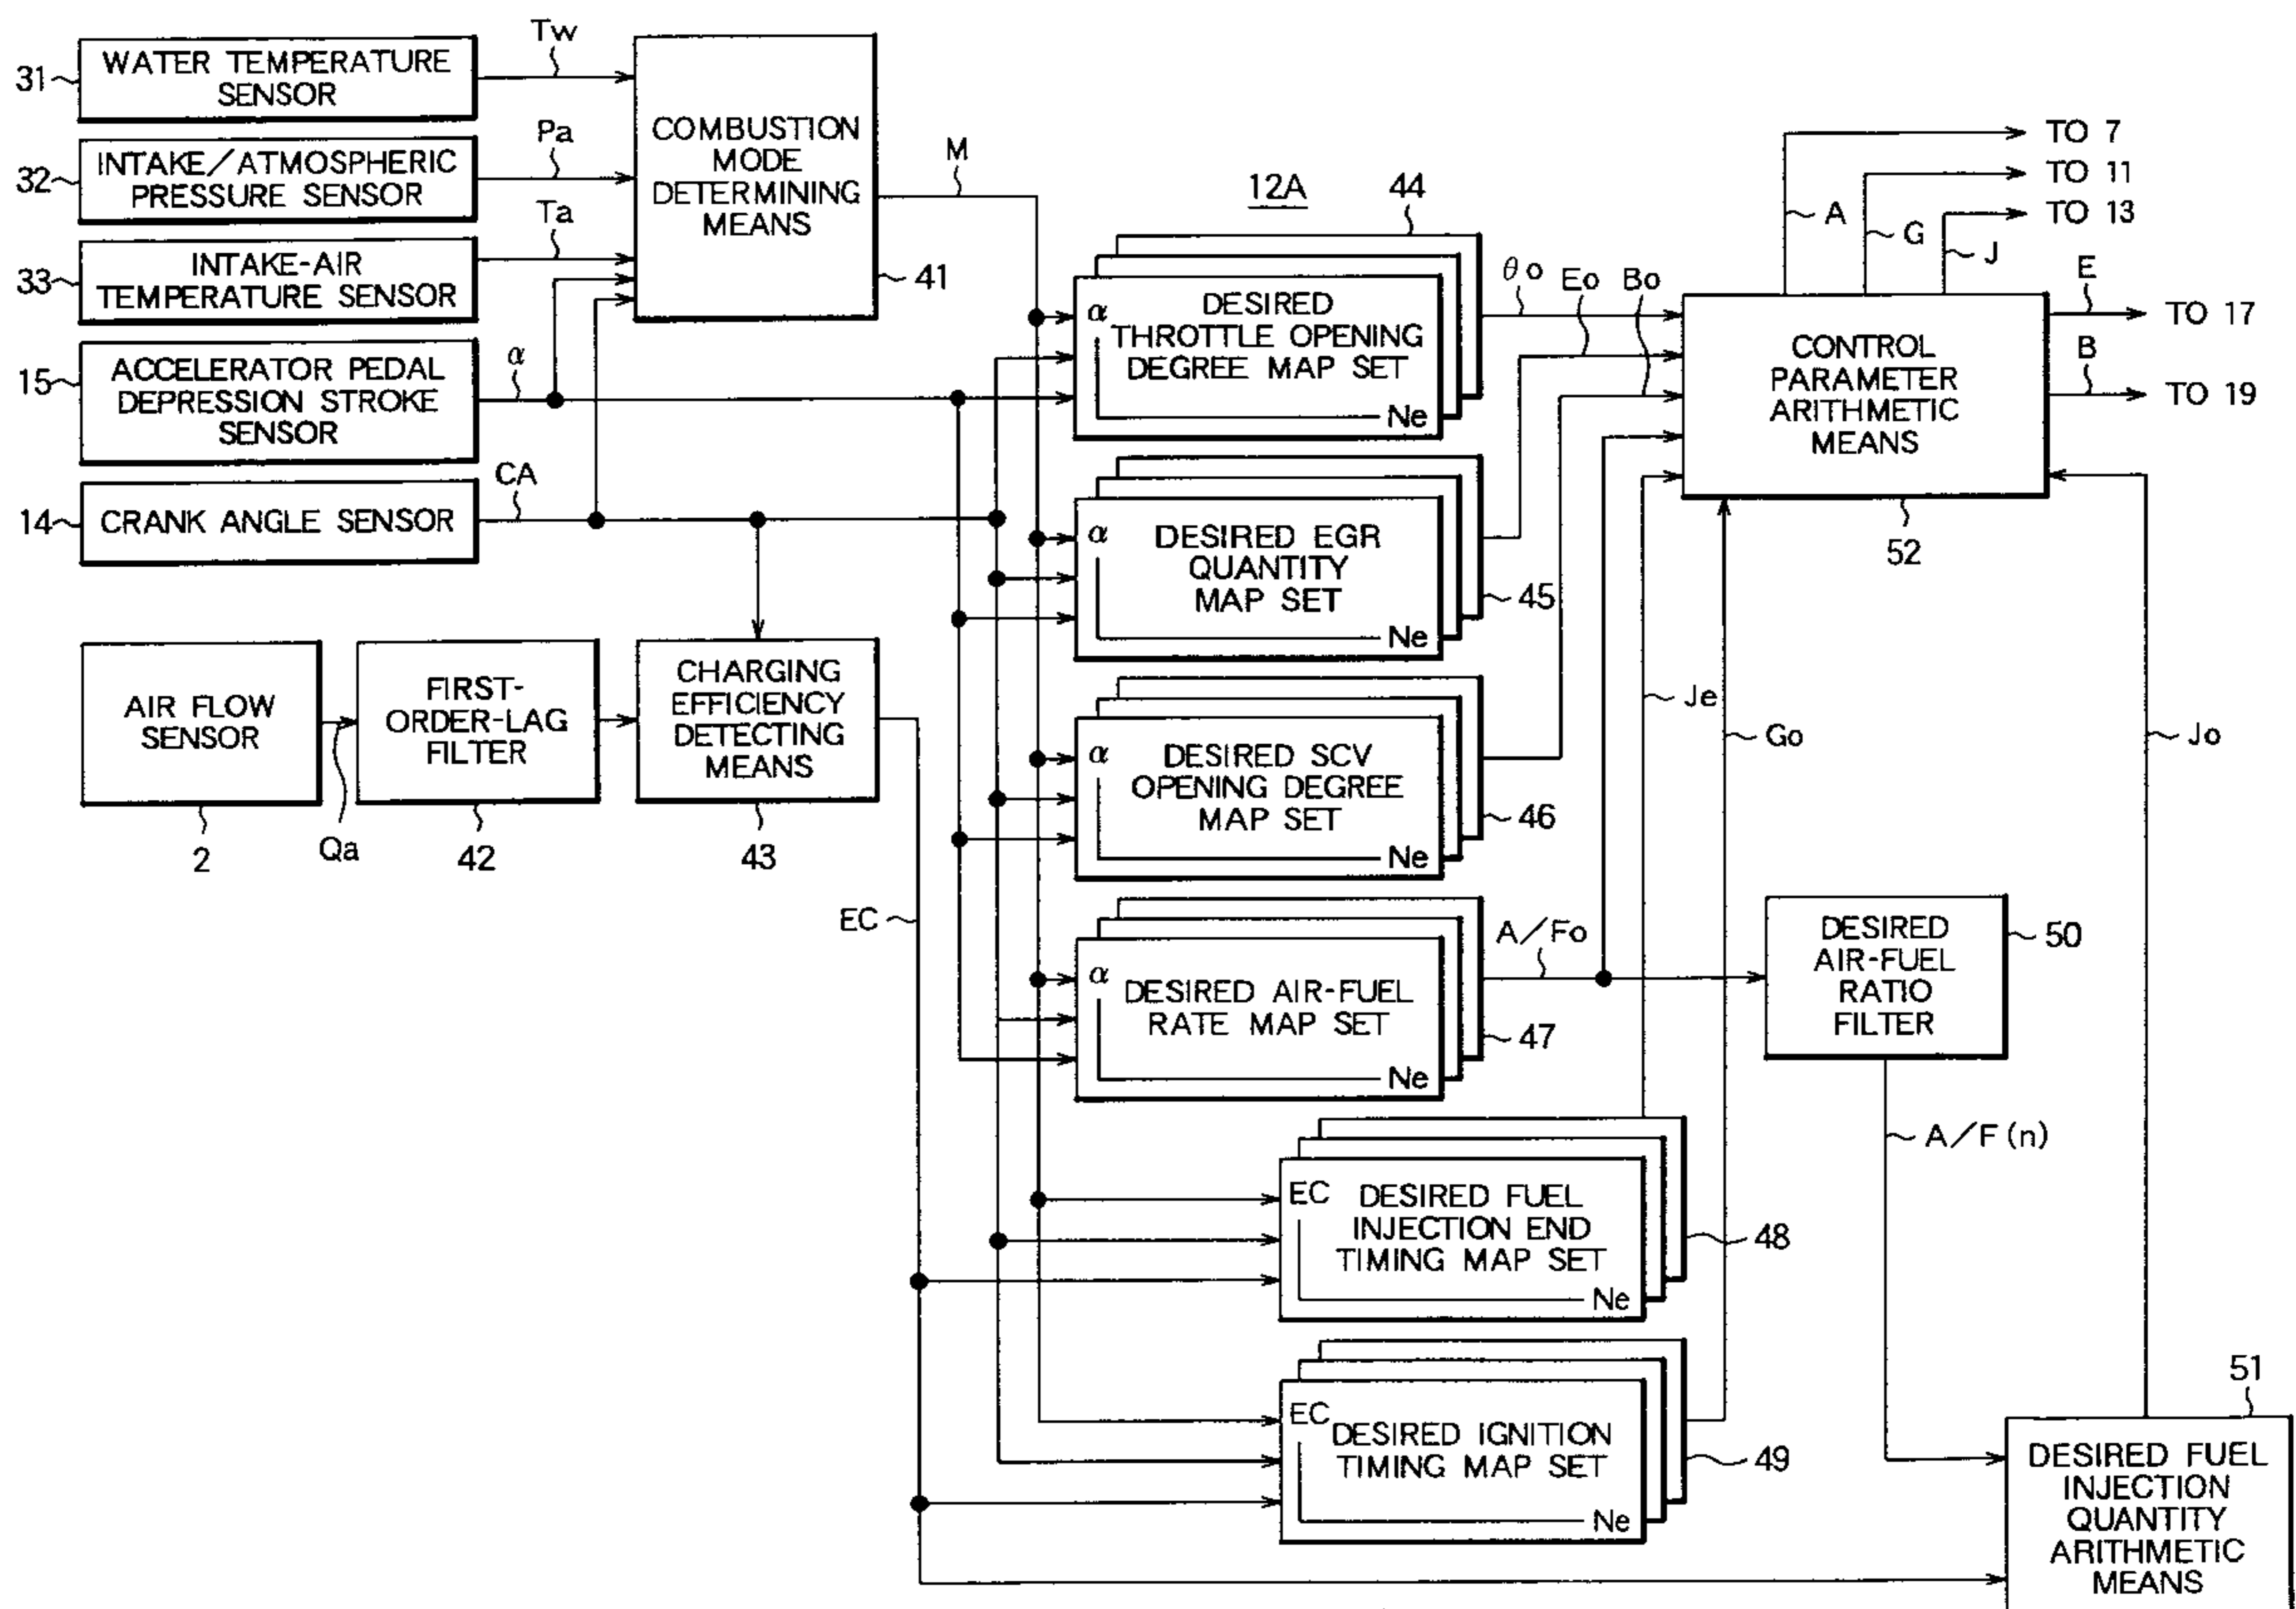 31
WATER TEMPERATURE
SENSOR
Tw
32
INTAKE/ATMOSPHERIC
PRESSURE SENSOR
Pa
33
INTAKE-AIR
TEMPERATURE SENSOR
Ta
15
ACCELERATOR PEDAL
DEPRESSION STROKE
SENSOR
α
14
CRANK ANGLE SENSOR
CA
COMBUSTION
MODE
DETERMINING
MEANS
41
M
AIR FLOW
SENSOR
2
Qa
FIRST-
ORDER-LAG
FILTER
42
CHARGING
EFFICIENCY
DETECTING
MEANS
43
EC
12A
44
α
DESIRED
THROTTLE OPENING
DEGREE MAP SET
Ne
θo
Eo
Bo
α
DESIRED EGR
QUANTITY
MAP SET
Ne
45
α
DESIRED SCV
OPENING DEGREE
MAP SET
Ne
46
α
DESIRED AIR-FUEL
RATE MAP SET
Ne
47
A/Fo
EC
DESIRED FUEL
INJECTION END
TIMING MAP SET
Ne
48
EC
DESIRED IGNITION
TIMING MAP SET
Ne
49
Je
Go
CONTROL
PARAMETER
ARITHMETIC
MEANS
52
A
TO 7
G
TO 11
J
TO 13
E
TO 17
B
TO 19
Jo
DESIRED
AIR-FUEL
RATIO
FILTER
50
A/F(n)
51
DESIRED FUEL
INJECTION
QUANTITY
ARITHMETIC
MEANS